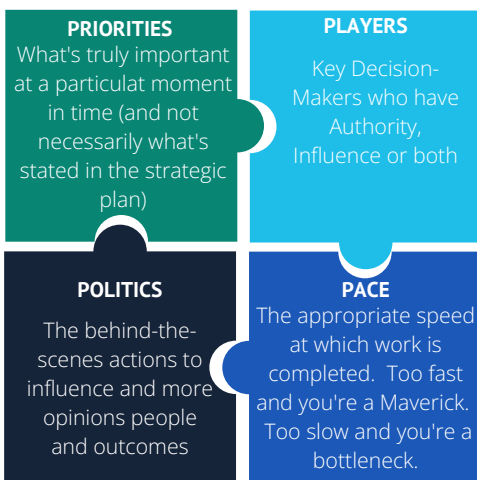 PRIORITIES
What's truly important
at a particulat moment
in time (and not
necessarily what's
stated in the strategic
plan)
PLAYERS
Key Decision-
Makers who have
Authority,
Influence or both
POLITICS
The behind-the-
scenes actions to
influence and more
opinions people
and outcomes
PACE
The appropriate speed
at which work is
completed. Too fast
and you're a Maverick.
Too slow and you're a
bottleneck.